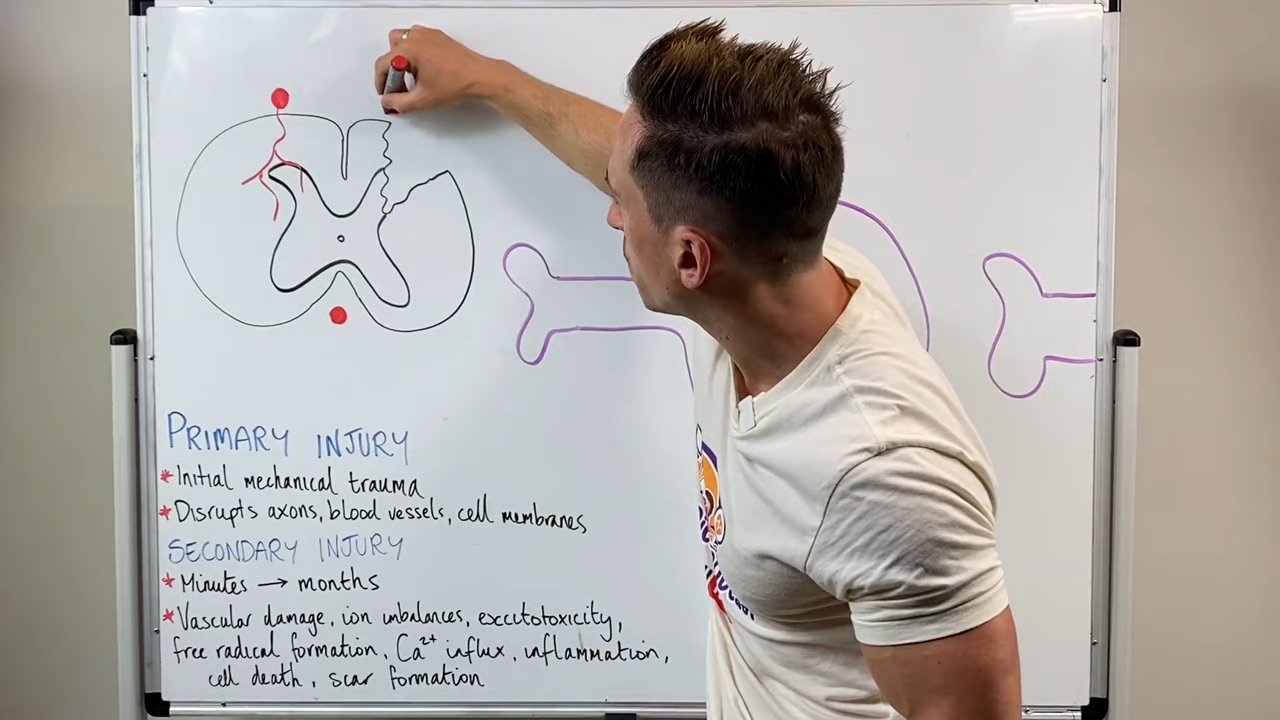 PRIMARY INJURY
* Initial mechanical trauma
* Disrupts axons, blood vessels, cell membranes
SECONDARY INJURY
* Minutes → months
* Vascular damage, ion imbalances, excitotoxicity,
free radical formation, Ca²⁺ influx, inflammation,
cell death, scar formation